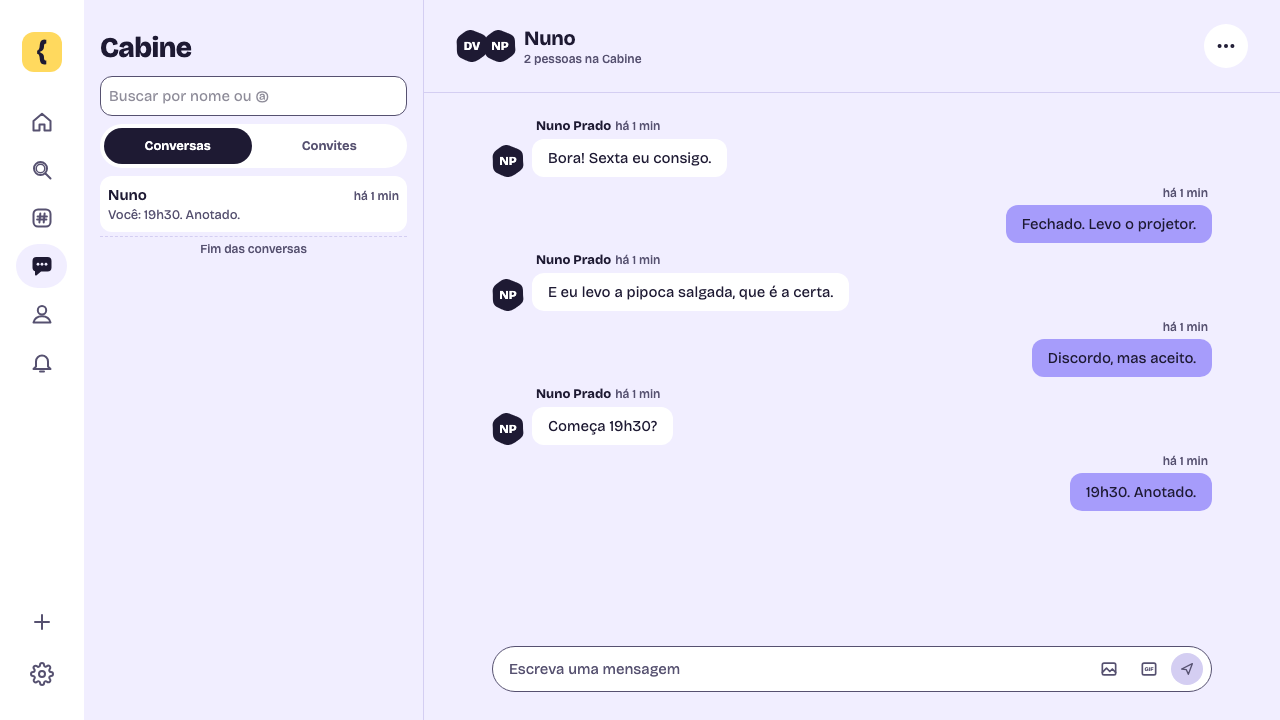 {
Cabine
Buscar por nome ou @
Conversas
Convites
Nuno
há 1 min
Você: 19h30. Anotado.
Fim das conversas
DV
NP
Nuno
2 pessoas na Cabine
Nuno Prado há 1 min
NP
Bora! Sexta eu consigo.
há 1 min
Fechado. Levo o projetor.
Nuno Prado há 1 min
NP
E eu levo a pipoca salgada, que é a certa.
há 1 min
Discordo, mas aceito.
Nuno Prado há 1 min
NP
Começa 19h30?
há 1 min
19h30. Anotado.
Escreva uma mensagem
GIF